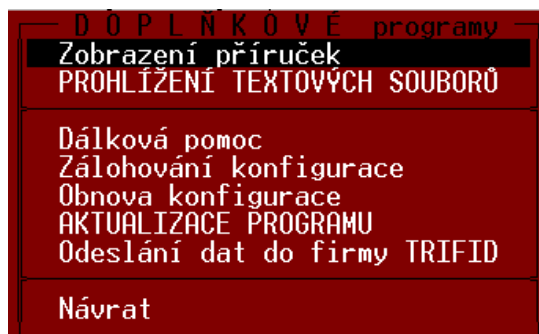 D O P L Ň K O V É programy
Zobrazení příruček
PROHLÍŽENÍ TEXTOVÝCH SOUBORŮ
Dálková pomoc
Zálohování konfigurace
Obnova konfigurace
AKTUALIZACE PROGRAMU
Odeslání dat do firmy TRIFID
Návrat